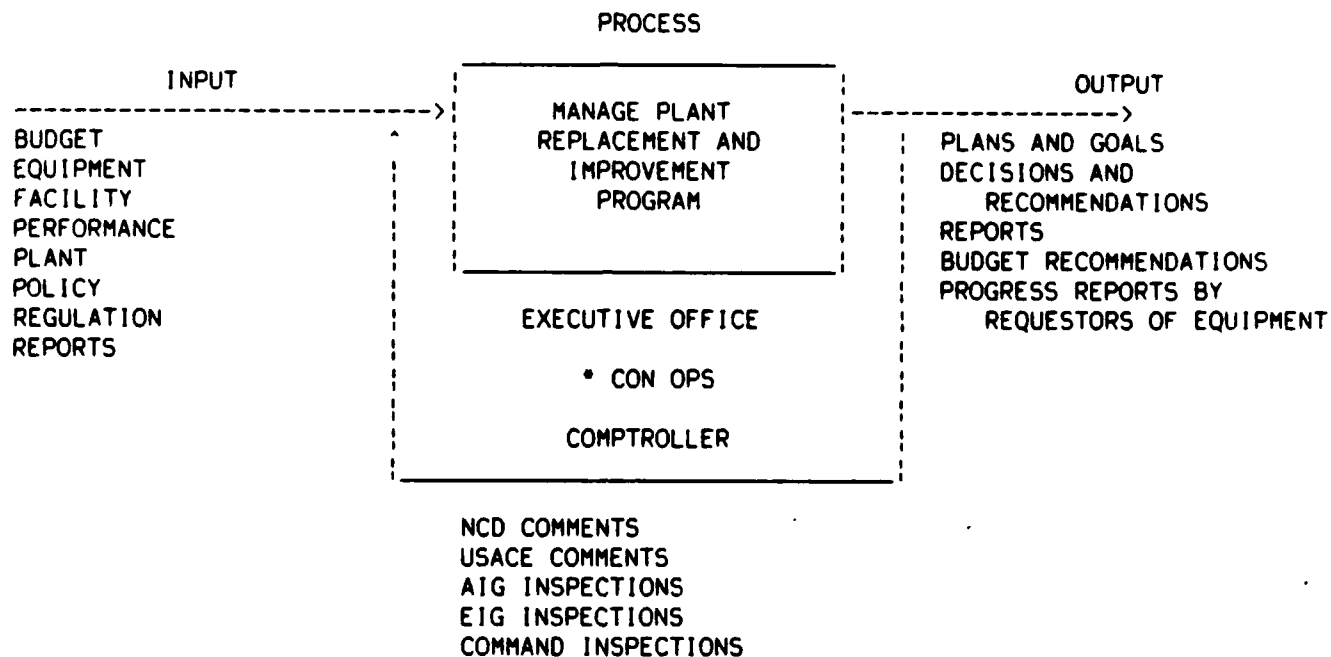 PROCESS
INPUT
MANAGE PLANT
REPLACEMENT AND
IMPROVEMENT
PROGRAM
OUTPUT
BUDGET
EQUIPMENT
FACILITY
PERFORMANCE
PLANT
POLICY
REGULATION
REPORTS
PLANS AND GOALS
DECISIONS AND
RECOMMENDATIONS
REPORTS
BUDGET RECOMMENDATIONS
PROGRESS REPORTS BY
REQUESTORS OF EQUIPMENT
EXECUTIVE OFFICE
* CON OPS
COMPTROLLER
NCD COMMENTS
USACE COMMENTS
AIG INSPECTIONS
EIG INSPECTIONS
COMMAND INSPECTIONS